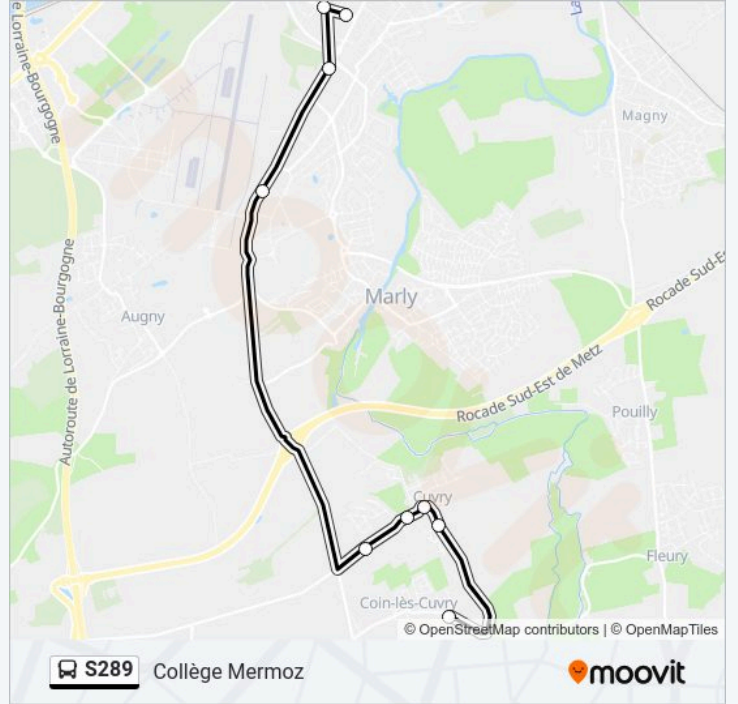 e Lorraine-Bourgogne
Magny
Rocade Sud-Es
Marly
Augny
Autoroute de Lorraine-Bourgogne
Rocade Sud-Est de Metz
Pouilly
Cuvry
Fleury
Coin-lès-Cuvry
© OpenStreetMap contributors | © OpenMapTiles
S289 Collège Mermoz
moovit